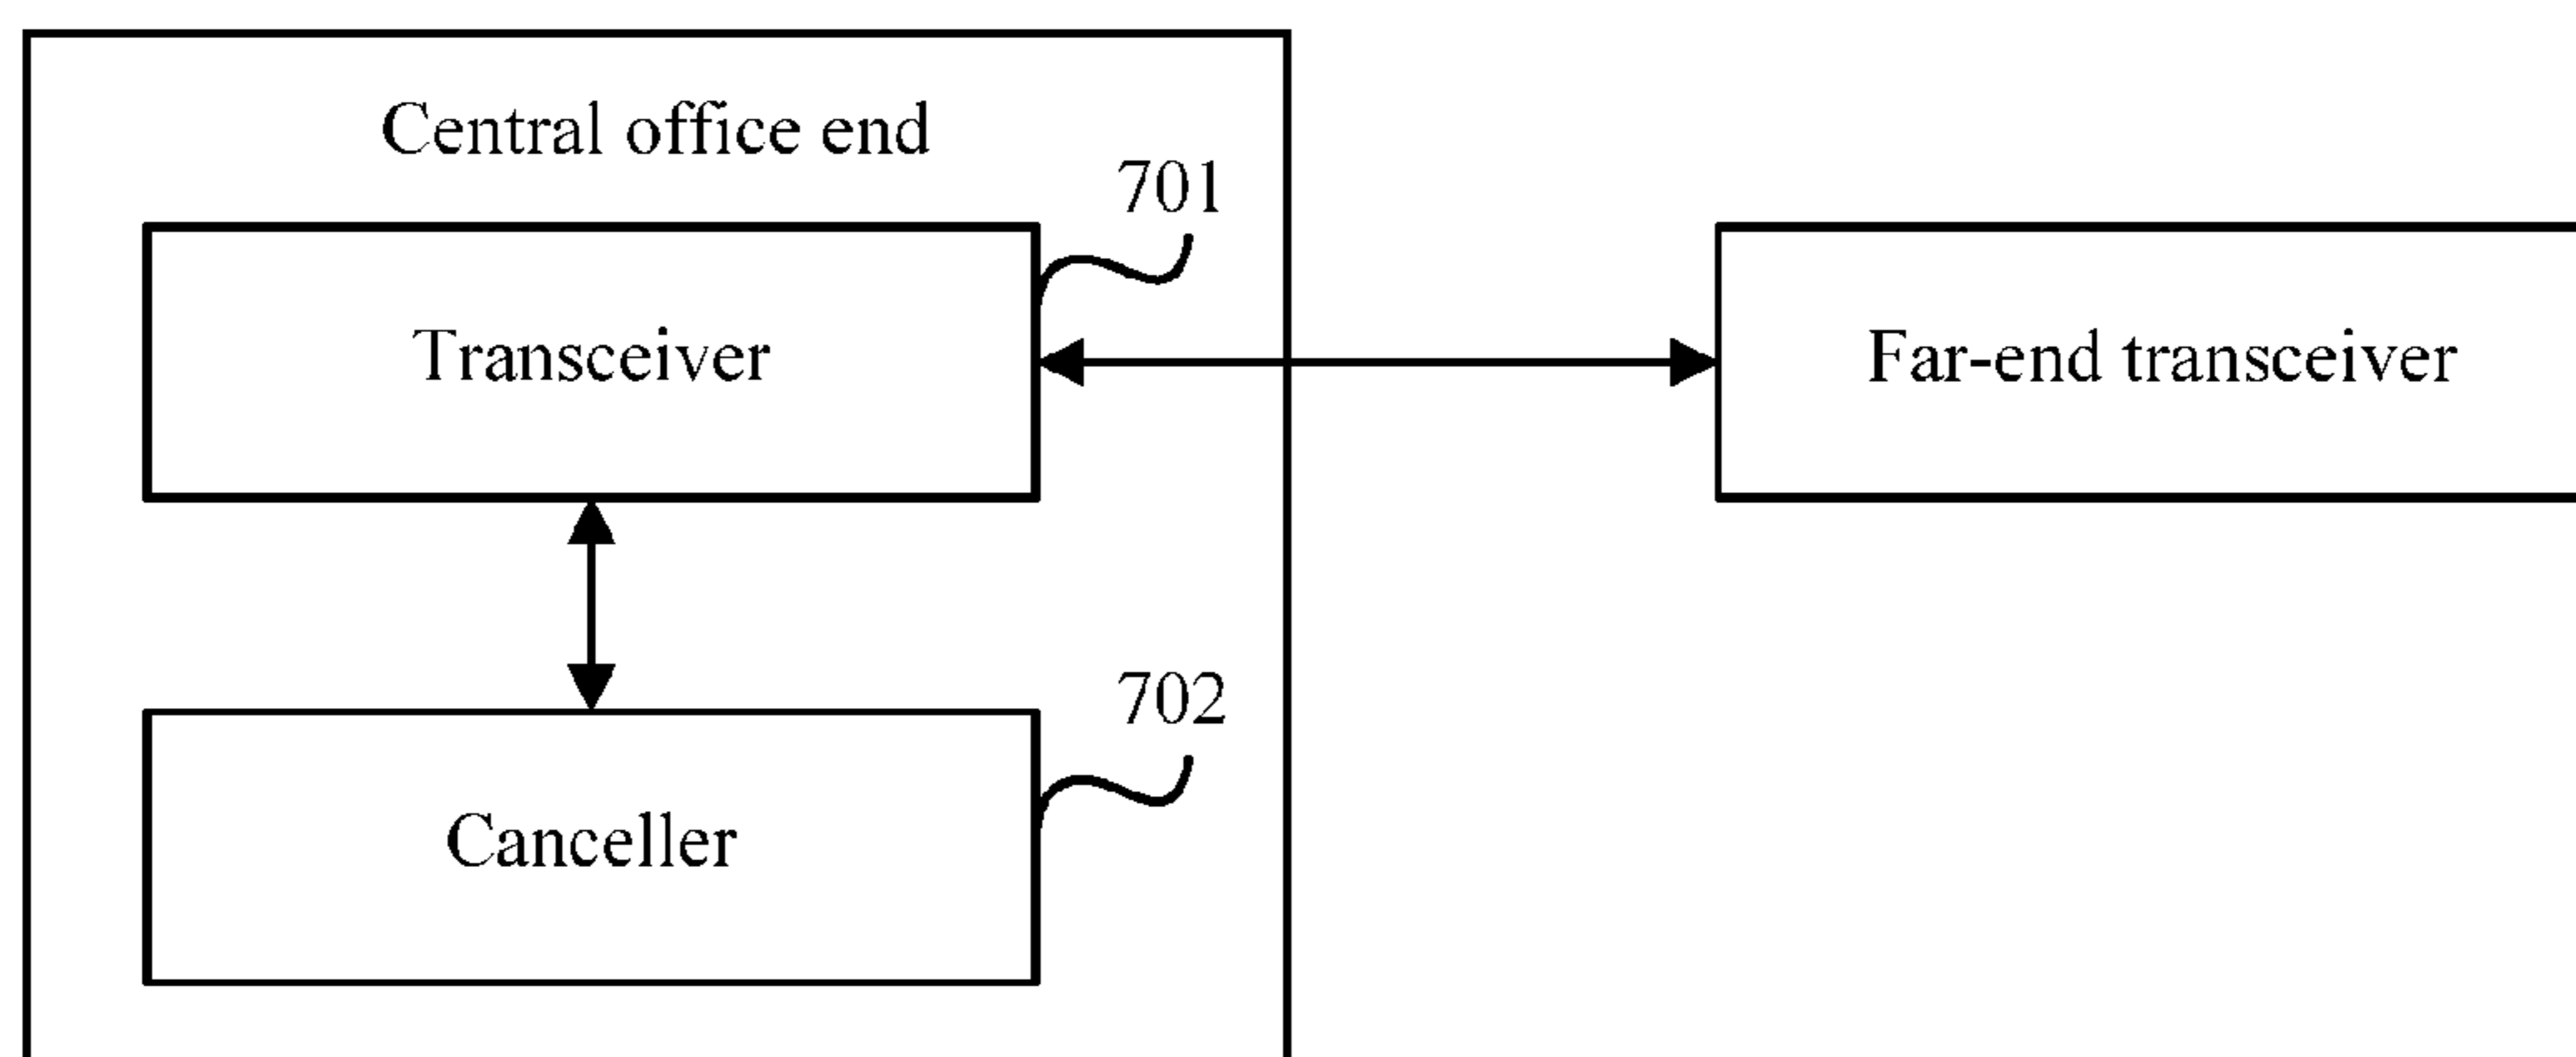 Central office end
701
Transceiver
Far-end transceiver
702
Canceller